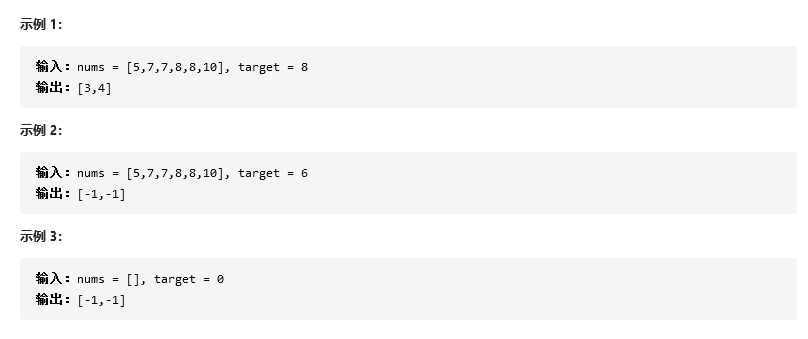 示例 1：
输入：nums = [5,7,7,8,8,10], target = 8
输出：[3,4]
示例 2：
输入：nums = [5,7,7,8,8,10], target = 6
输出：[-1,-1]
示例 3：
输入：nums = [], target = 0
输出：[-1,-1]